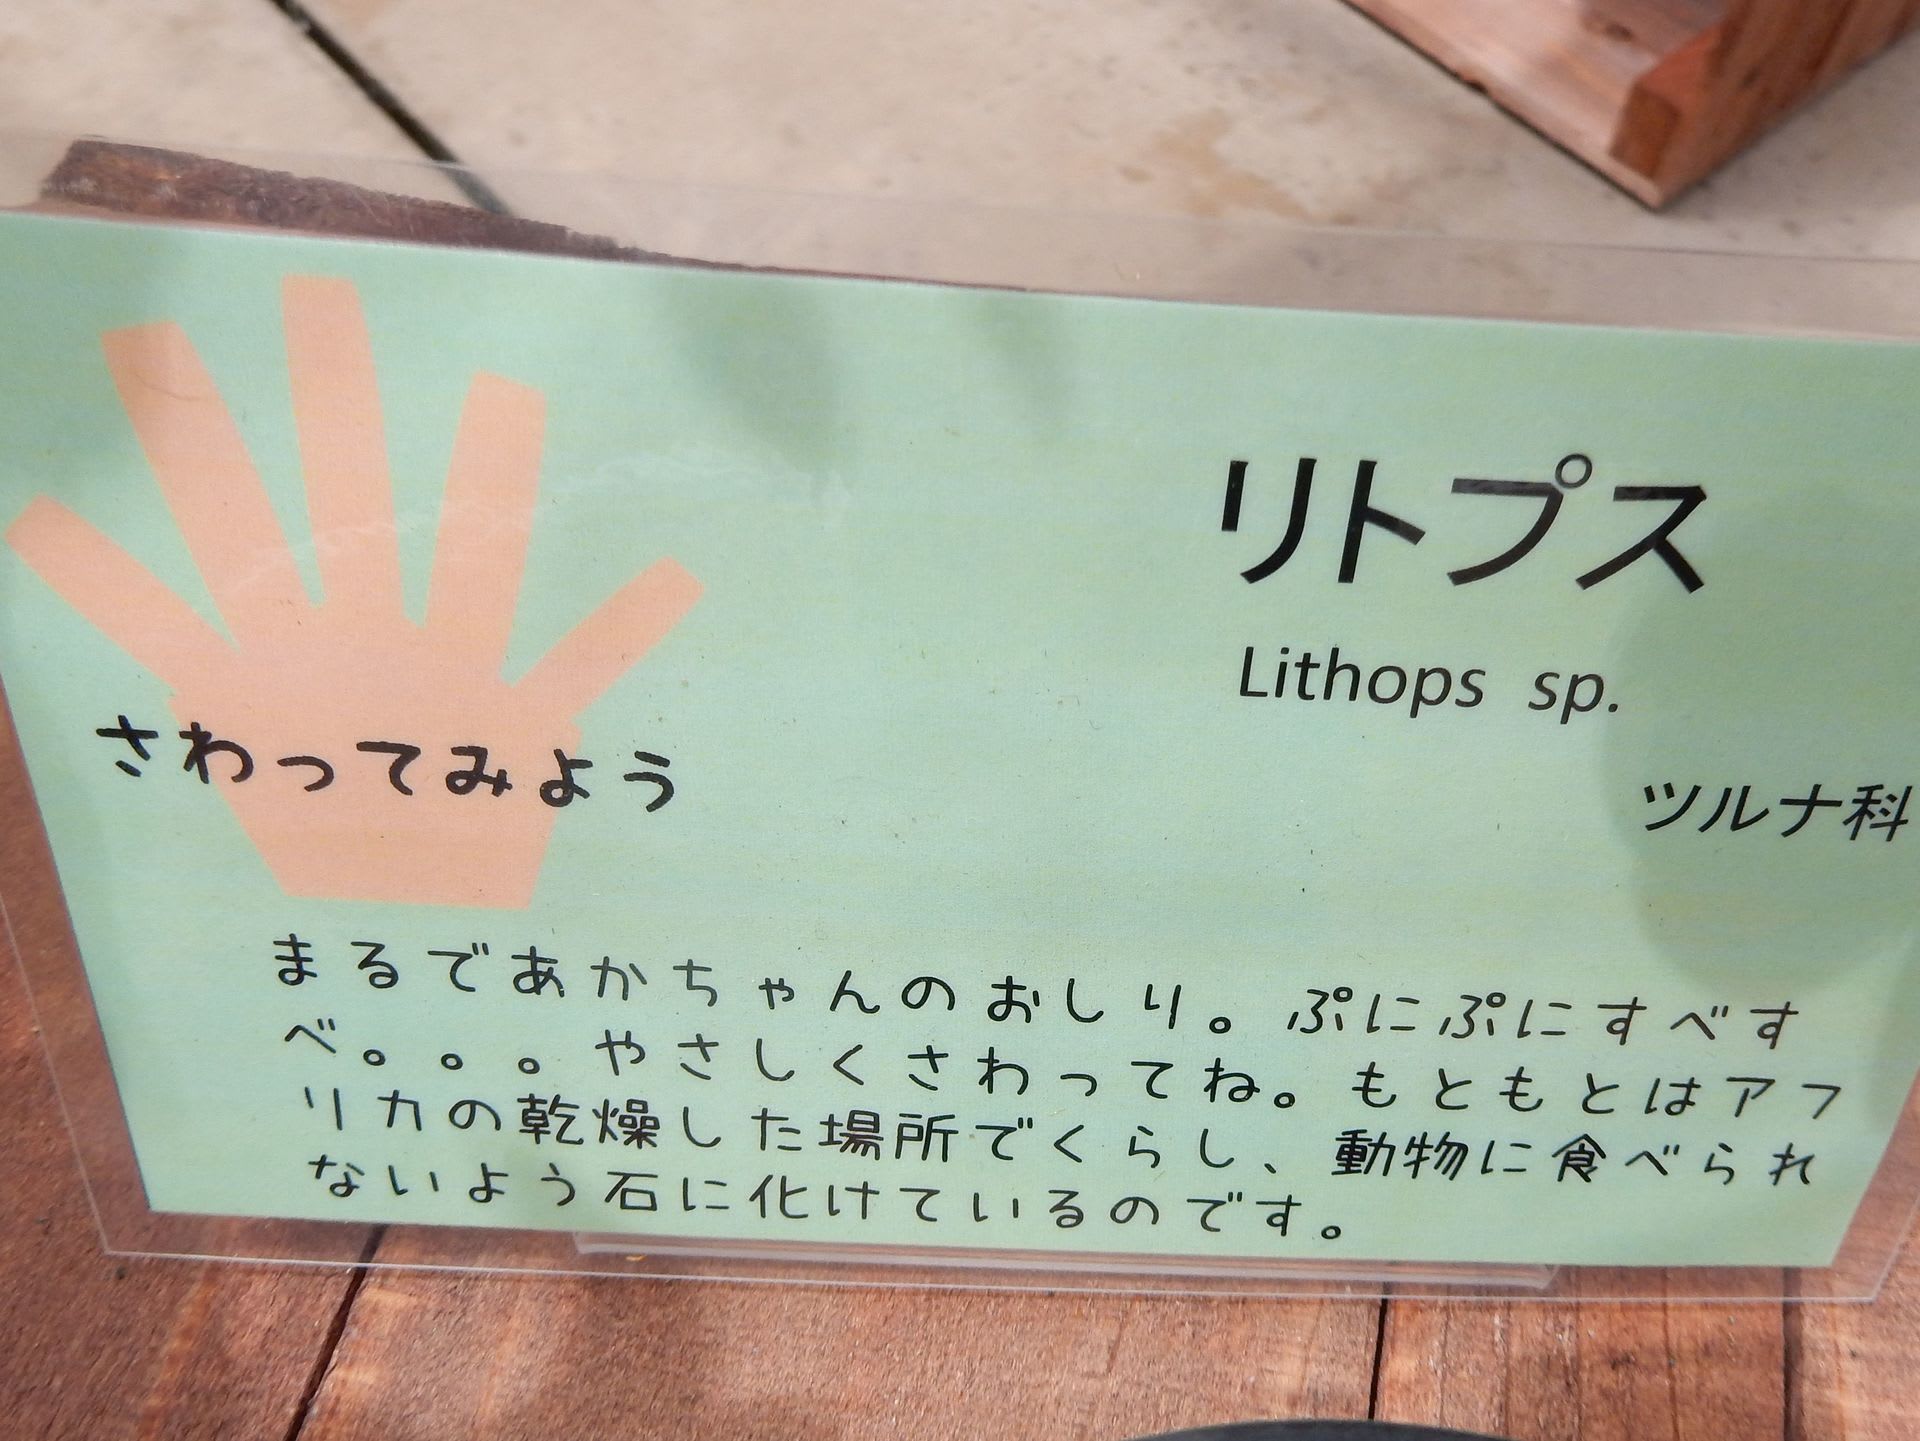 リトプス
Lithops sp.
ツルナ科
さわってみよう
まるであかちゃんのおしり。ぷにぷにすべす
べ。。。やさしくさわってね。もともとはアフ
リカの乾燥した場所でくらし、動物に食べられ
ないよう石に化けているのです。